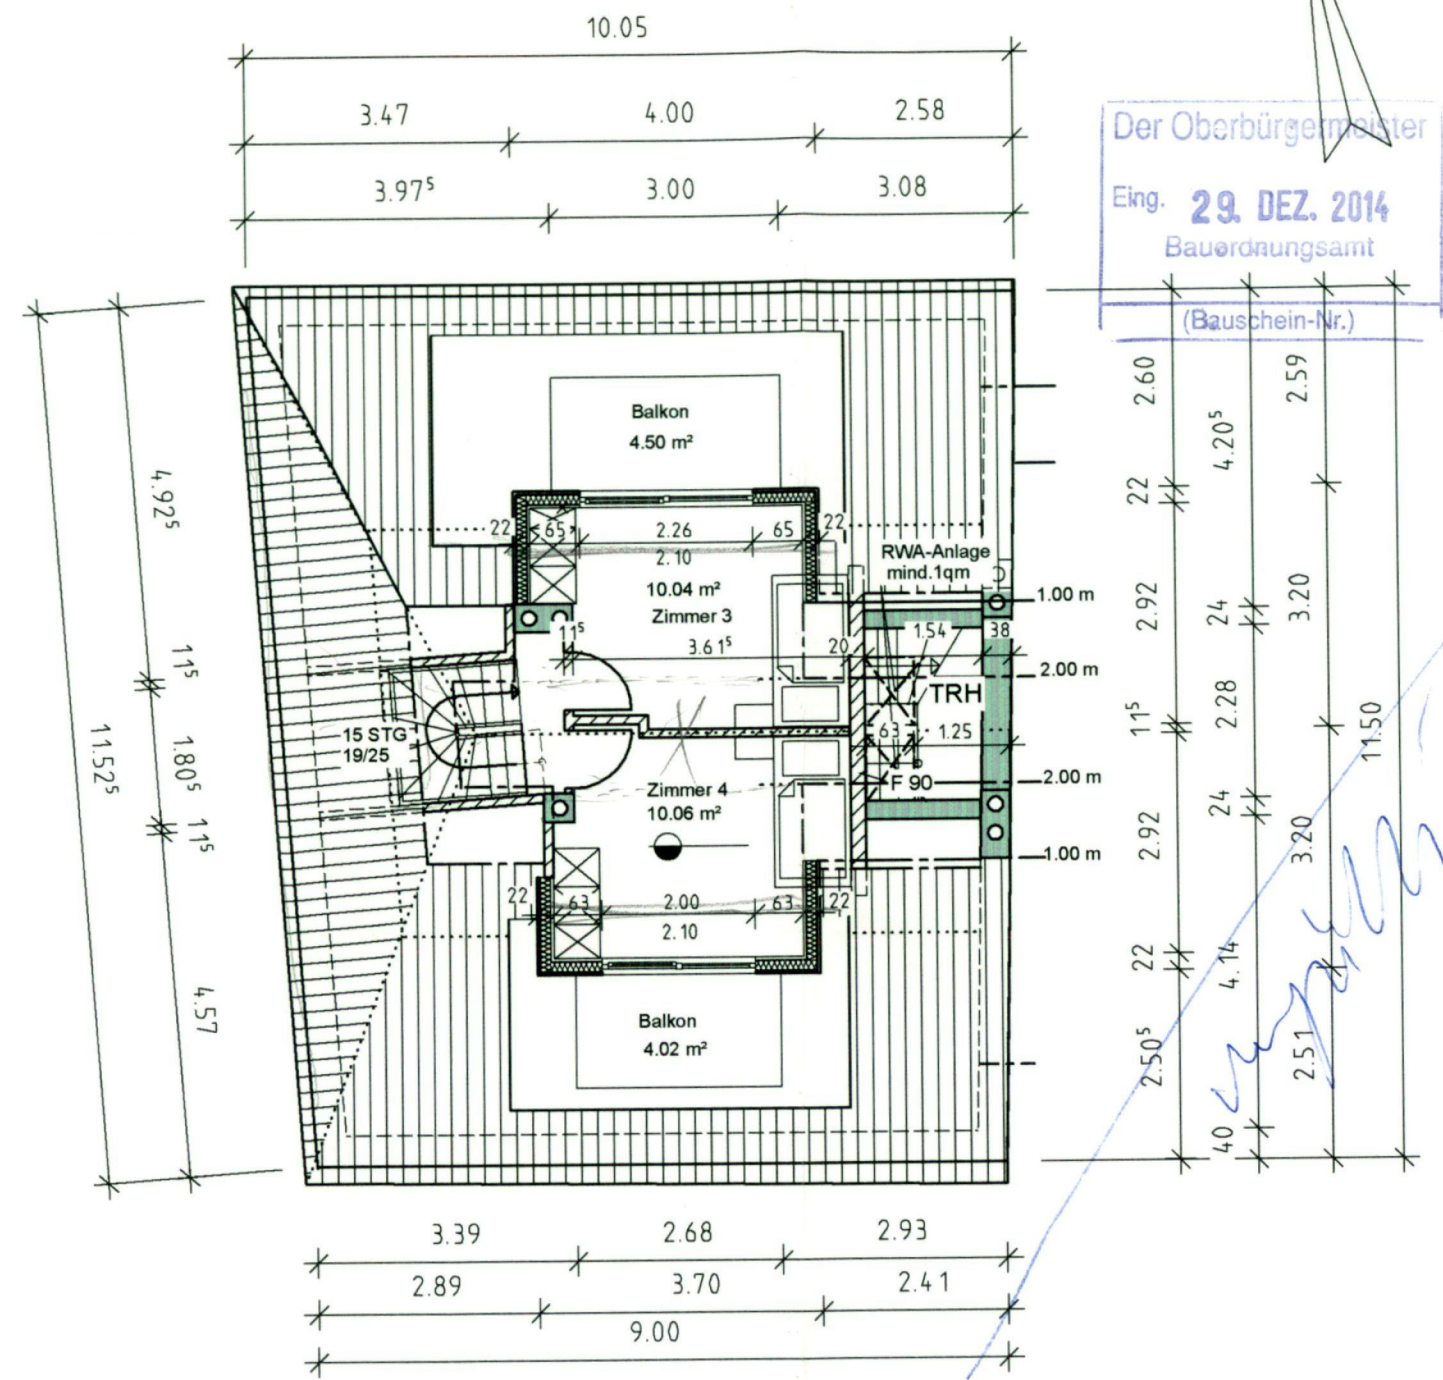 10.05
3.47 4.00 2.58
3.97⁵ 3.00 3.08
Der Oberbürgermeister
Eing. 29. DEZ. 2014
Bauordnungsamt
(Bauschein-Nr.)
Balkon
4.50 m²
22 65 2.26 65 22
2.10
10.04 m²
Zimmer 3
11⁵ 3.61⁵ 20 1.54 38
RWA-Anlage
mind.1qm
1.00 m
2.00 m
TRH
63 1.25
F 90
2.00 m
1.00 m
15 STG
19/25
Zimmer 4
10.06 m²
22 63 2.00 63 22
2.10
Balkon
4.02 m²
11.52⁵
4.92⁵
11⁵
1.80⁵
11⁵
4.57
2.60
22
2.92
11⁵
2.92
22
2.50⁵
4.20⁵
24
2.28
24
4.14
40
2.59
3.20
3.20
2.51
11.50
3.39 2.68 2.93
2.89 3.70 2.41
9.00